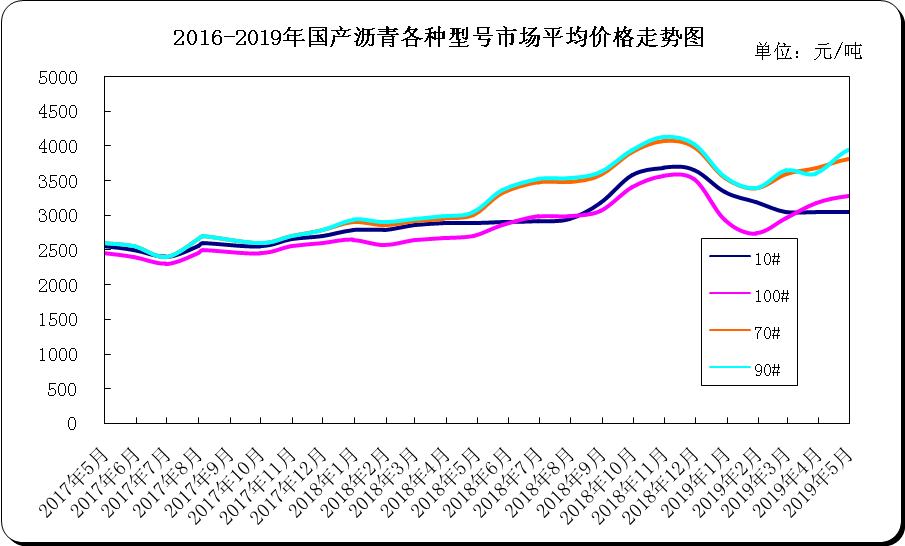 2016-2019年国产沥青各种型号市场平均价格走势图
单位：元/吨
5000
4500
4000
3500
3000
2500
2000
1500
1000
500
0
10#
100#
70#
90#
2017年5月
2017年6月
2017年7月
2017年8月
2017年9月
2017年10月
2017年11月
2017年12月
2018年1月
2018年2月
2018年3月
2018年4月
2018年5月
2018年6月
2018年7月
2018年8月
2018年9月
2018年10月
2018年11月
2018年12月
2019年1月
2019年2月
2019年3月
2019年4月
2019年5月